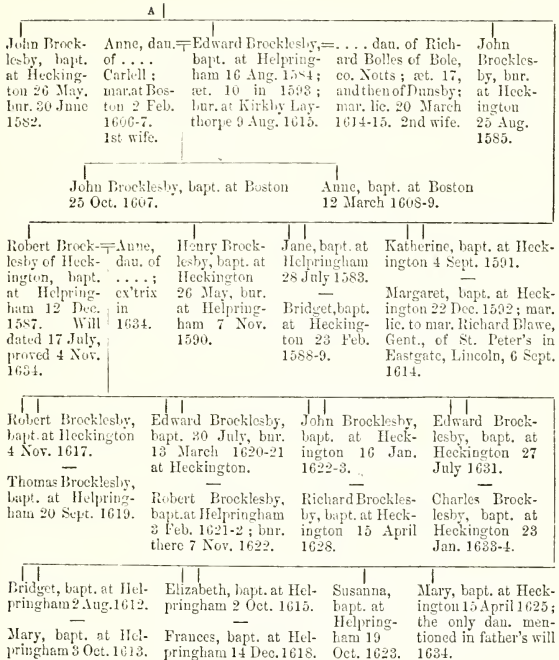 A
John Brock-
lesby, bapt.
at Hecking-
ton 26 May,
bur. 30 June
1582.
Anne, dau.
of . . . .
Carlell ;
mar. at Bos-
ton 2 Feb.
1606-7.
1st wife.
Edward Brocklesby,
bapt. at Helpring-
ham 16 Aug. 1584 ;
æt. 10 in 1593 ;
bur. at Kirkby Lay-
thorpe 9 Aug. 1615.
. . . . dau. of Rich-
ard Bolles of Bole,
co. Notts ; æt. 17,
and then of Dunsby;
mar. lic. 20 March
1614-15. 2nd wife.
John
Brockles-
by, bur.
at Heck-
ington
25 Aug.
1585.
John Brocklesby, bapt. at Boston
25 Oct. 1607.
Anne, bapt. at Boston
12 March 1608-9.
Robert Brock-
lesby of Heck-
ington, bapt.
at Helpring-
ham 12 Dec.
1587. Will
dated 17 July,
proved 4 Nov.
1634.
Anne,
dau. of
. . . . ;
ex'trix
in
1634.
Henry Brock-
lesby, bapt. at
Heckington
26 May, bur.
at Helpring-
ham 7 Nov.
1590.
Jane, bapt. at
Helpringham
28 July 1583.
—
Bridget, bapt.
at Hecking-
ton 23 Feb.
1588-9.
Katherine, bapt. at Heck-
ington 4 Sept. 1591.
—
Margaret, bapt. at Heck-
ington 22 Dec. 1592 ; mar.
lic. to mar. Richard Blawe,
Gent., of St. Peter's in
Eastgate, Lincoln, 6 Sept.
1614.
Robert Brocklesby,
bapt. at Heckington
4 Nov. 1617.
—
Thomas Brocklesby,
bapt. at Helpring-
ham 20 Sept. 1619.
Edward Brocklesby,
bapt. 30 July, bur.
13 March 1620-21
at Heckington.
—
Robert Brocklesby,
bapt. at Helpringham
3 Feb. 1621-2 ; bur.
there 7 Nov. 1622.
John Brocklesby,
bapt. at Heck-
ington 16 Jan.
1622-3.
—
Richard Brockles-
by, bapt. at Heck-
ington 15 April
1628.
Edward Brock-
lesby, bapt. at
Heckington 27
July 1631.
—
Charles Brock-
lesby, bapt. at
Heckington 23
Jan. 1633-4.
Bridget, bapt. at Hel-
pringham 2 Aug. 1612.
—
Mary, bapt. at Hel-
pringham 3 Oct. 1613.
Elizabeth, bapt. at Hel-
pringham 2 Oct. 1615.
—
Frances, bapt. at Hel-
pringham 14 Dec. 1618.
Susanna,
bapt. at
Helpring-
ham 19
Oct. 1623.
Mary, bapt. at Heck-
ington 15 April 1625 ;
the only dau. men-
tioned in father's will
1634.